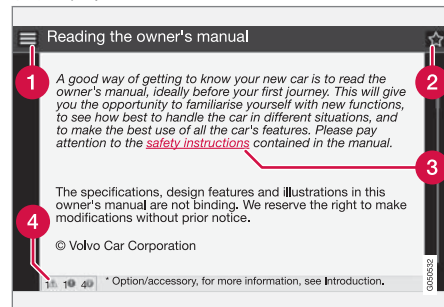 Reading the owner's manual
1
2
A good way of getting to know your new car is to read the
owner's manual, ideally before your first journey. This will give
you the opportunity to familiarise yourself with new functions,
to see how best to handle the car in different situations, and
to make the best use of all the car's features. Please pay
attention to the safety instructions contained in the manual.
3
The specifications, design features and illustrations in this
owner's manual are not binding. We reserve the right to make
modifications without prior notice.
4
© Volvo Car Corporation
1 1 4 * Option/accessory, for more information, see Introduction.
G050532